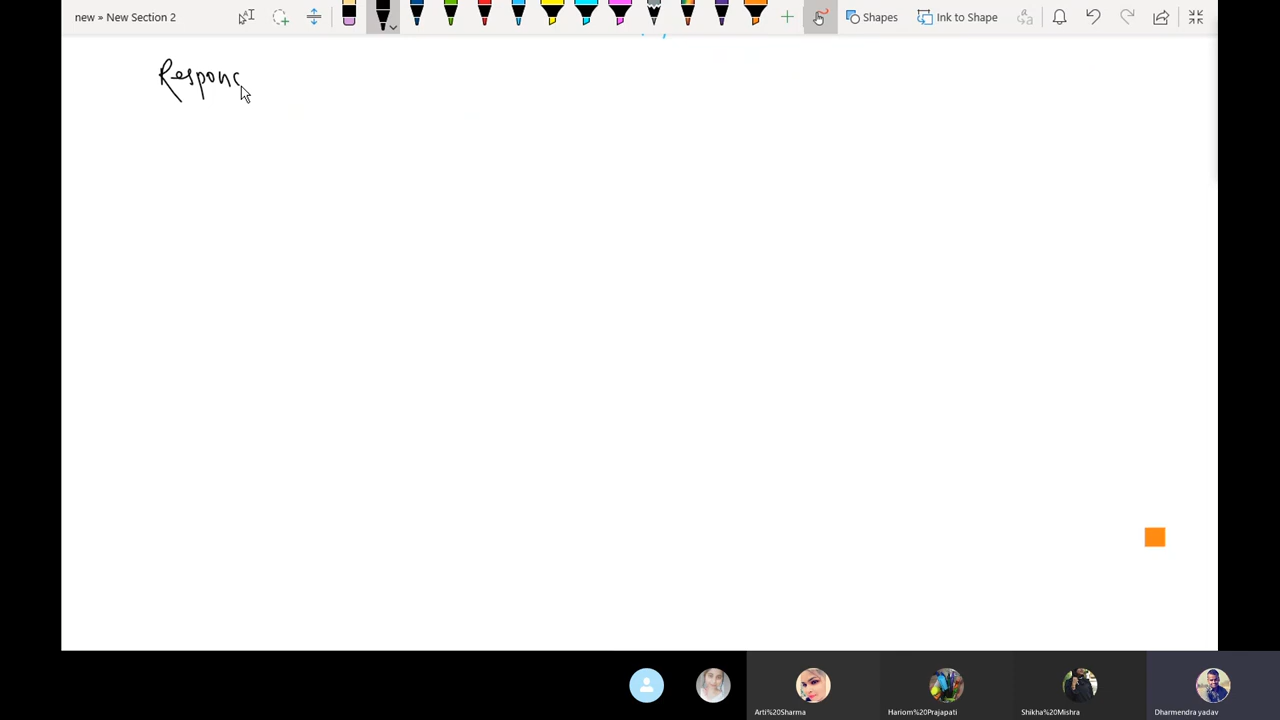 new » New Section 2
Shapes
Ink to Shape
Respons
Arti%20Sharma
Hariom%20Prajapati
Shikha%20Mishra
Dharmendra yadav